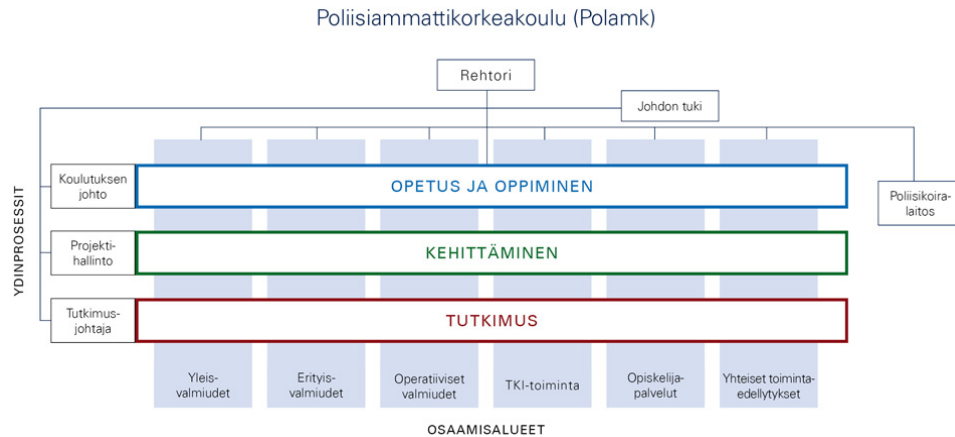 Poliisiammattikorkeakoulu (Polamk)
Rehtori
Johdon tuki
YDINPROSESSIT
Koulutuksen
johto
OPETUS JA OPPIMINEN
Poliisikoira-
laitos
Projekti-
hallinto
KEHITTÄMINEN
Tutkimus-
johtaja
TUTKIMUS
Yleis-
valmiudet
Erityis-
valmiudet
Operatiiviset
valmiudet
TKI-toiminta
Opiskelija-
palvelut
Yhteiset toiminta-
edellytykset
OSAAMISALUEET